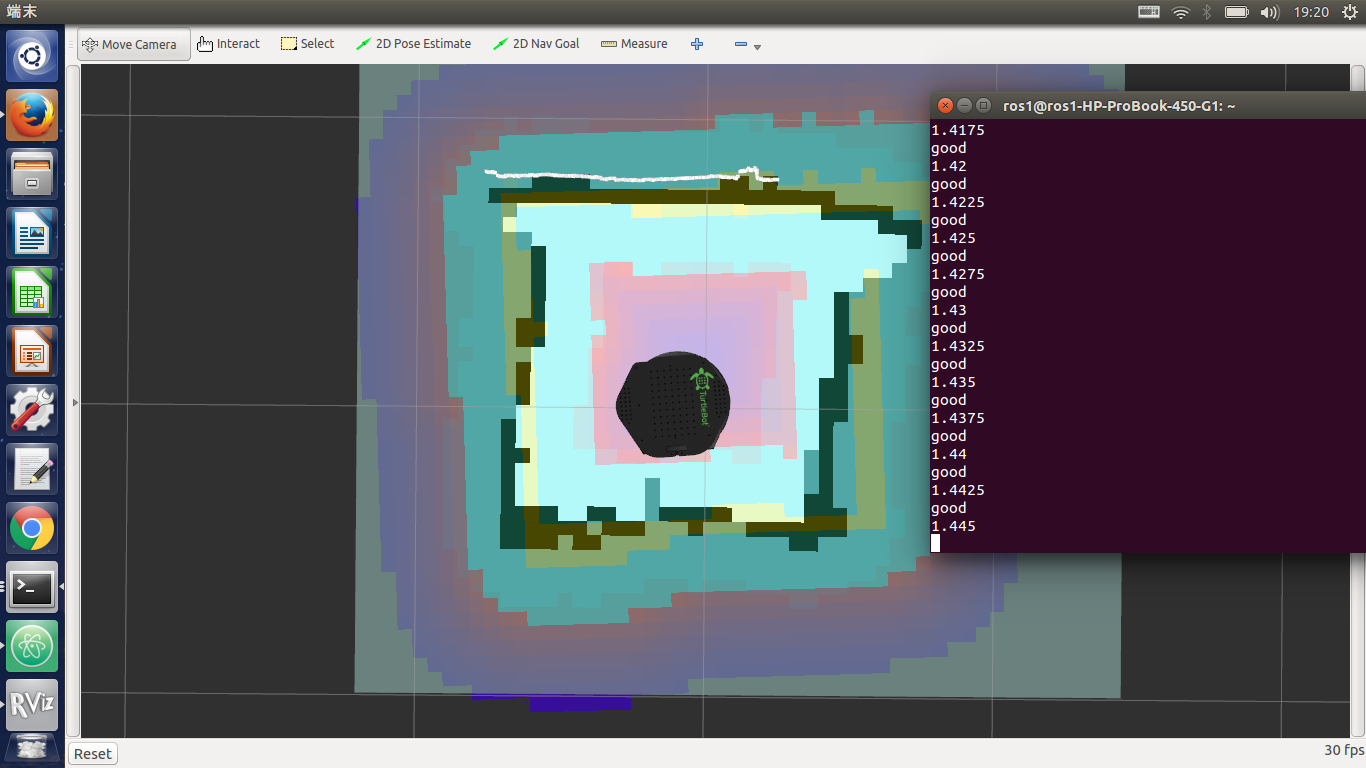 端末
19:20
Move Camera
Interact
Select
2D Pose Estimate
2D Nav Goal
Measure
ros1@ros1-HP-ProBook-450-G1: ~
1.4175
good
1.42
good
1.4225
good
1.425
good
1.4275
good
1.43
good
1.4325
good
1.435
good
1.4375
good
1.44
good
1.4425
good
1.445
TurtleBot
RViz
Reset
30 fps